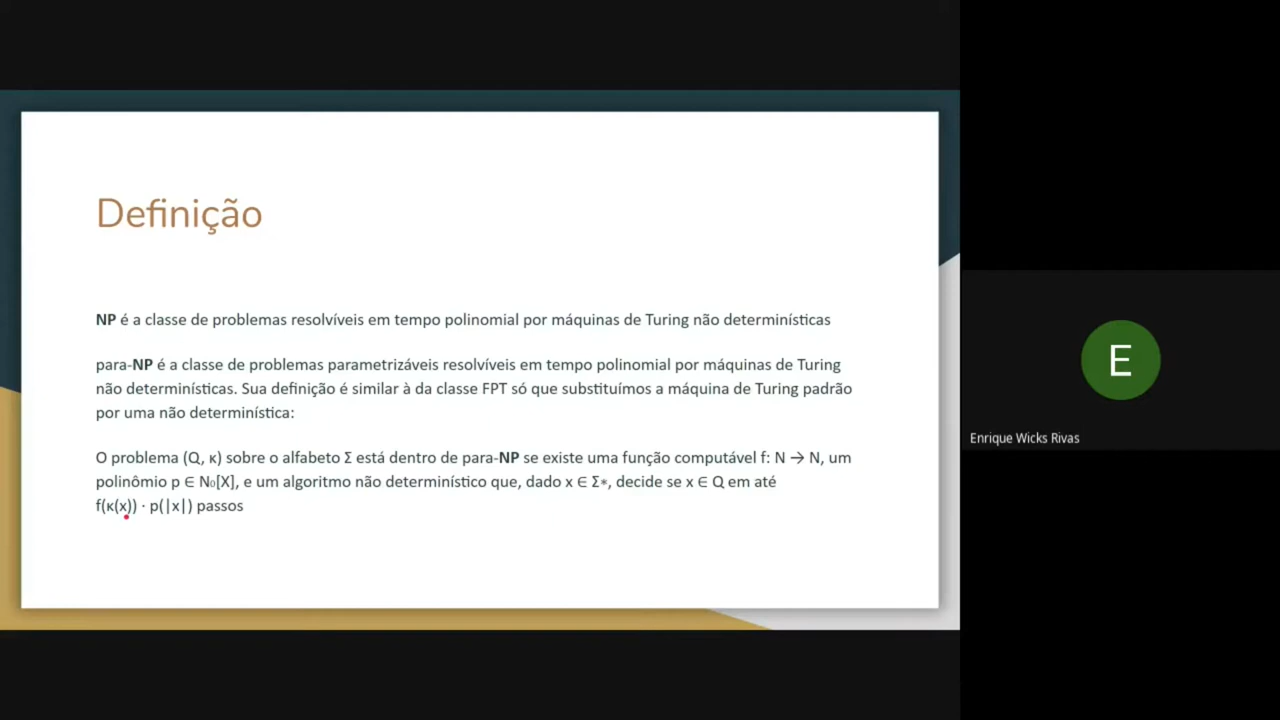 Definição
NP é a classe de problemas resolvíveis em tempo polinomial por máquinas de Turing não determinísticas
para-NP é a classe de problemas parametrizáveis resolvíveis em tempo polinomial por máquinas de Turing
não determinísticas. Sua definição é similar à da classe FPT só que substituímos a máquina de Turing padrão
por uma não determinística:
O problema (Q, κ) sobre o alfabeto Σ está dentro de para-NP se existe uma função computável f: N → N, um
polinômio p ∈ N₀[X], e um algoritmo não determinístico que, dado x ∈ Σ∗, decide se x ∈ Q em até
f(κ(x)) · p(|x|) passos
E
Enrique Wicks Rivas